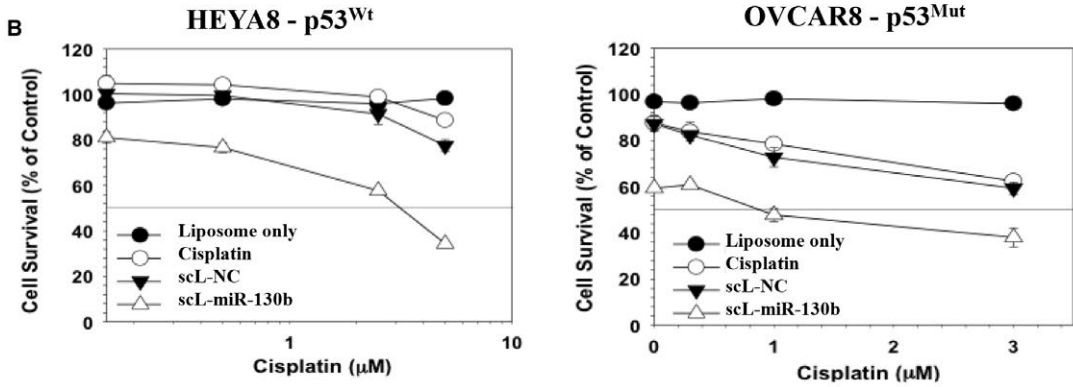 B
HEYA8 - p53Wt
Cell Survival (% of Control)
120
100
80
60
40
20
0
Liposome only
Cisplatin
scL-NC
scL-miR-130b
1
10
Cisplatin (μM)
OVCAR8 - p53Mut
Cell Survival (% of Control)
120
100
80
60
40
20
0
Liposome only
Cisplatin
scL-NC
scL-miR-130b
0
1
2
3
Cisplatin (μM)